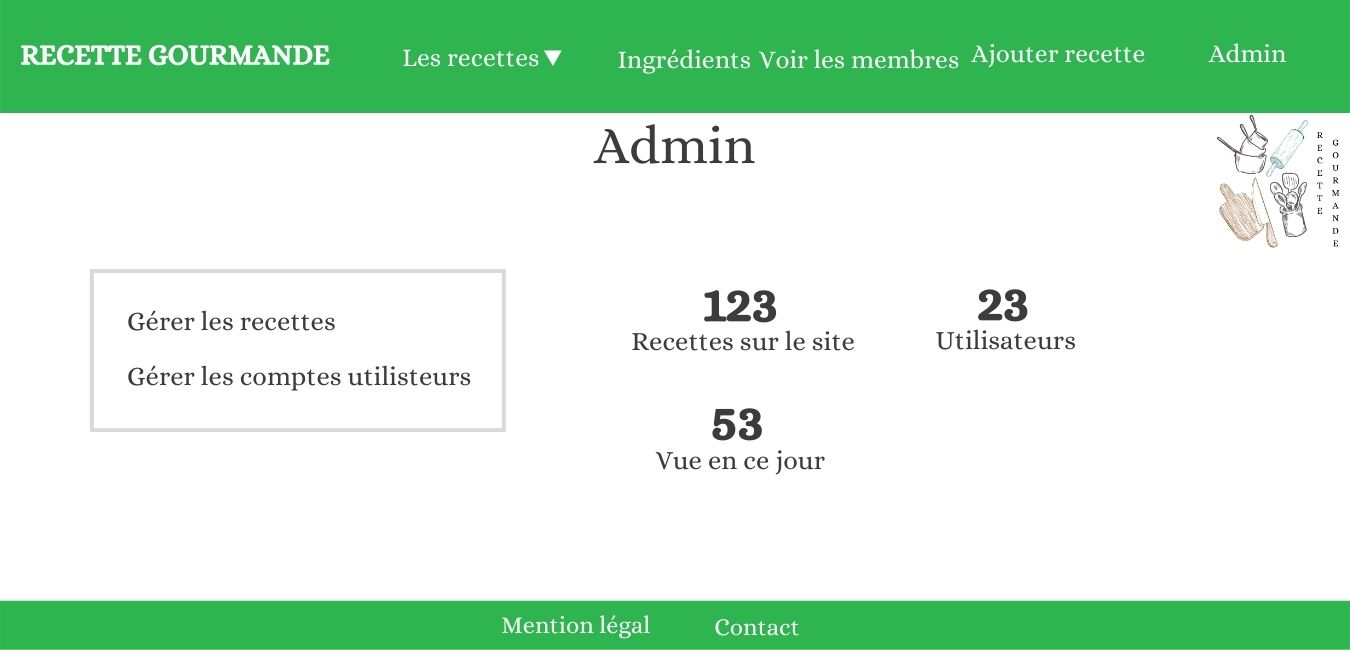 RECETTE GOURMANDE
Les recettes ▼
Ingrédients
Voir les membres
Ajouter recette
Admin
Admin
RECETTE
GOURMANDE
Gérer les recettes
Gérer les comptes utilisteurs
123
Recettes sur le site
23
Utilisateurs
53
Vue en ce jour
Mention légal
Contact